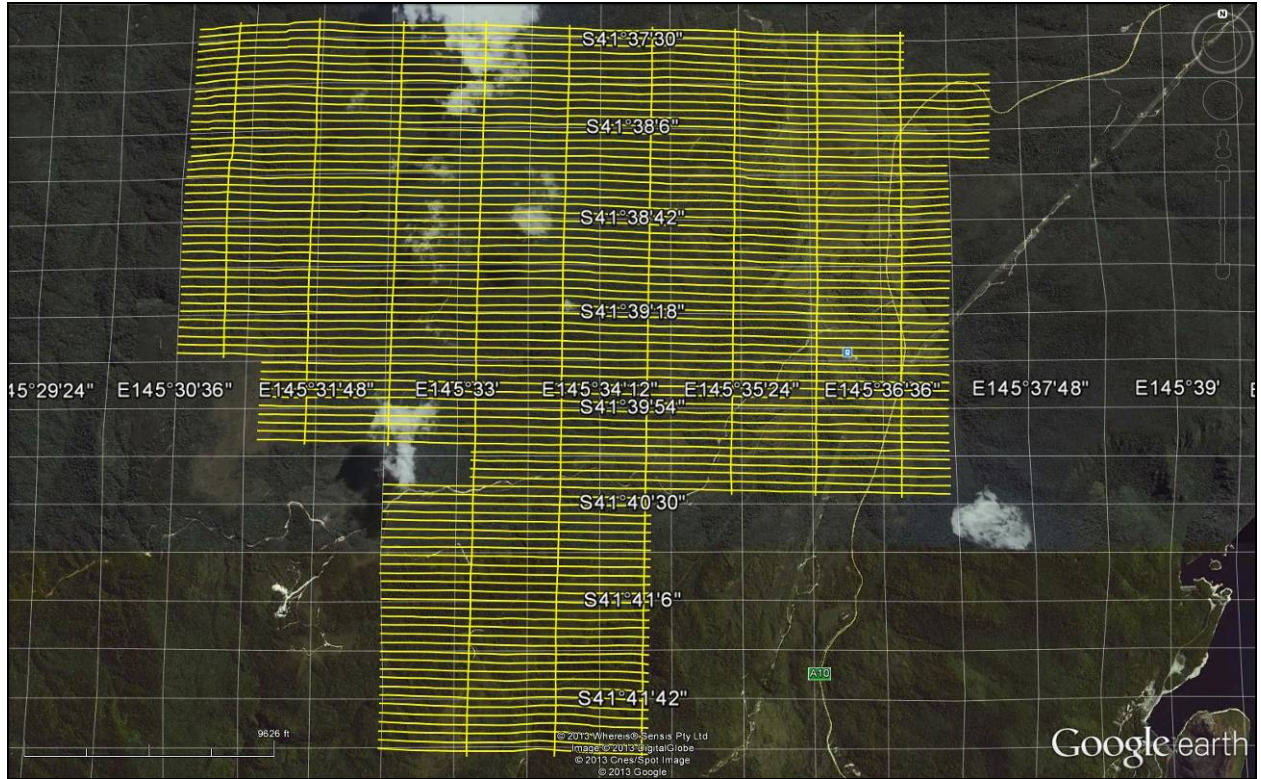 N
S41°37'30"
S41°38'6"
S41°38'42"
S41°39'18"
45°29'24" E145°30'36" E145°31'48" E145°33' E145°34'12" E145°35'24" E145°36'36" E145°37'48" E145°39'
S41°39'54"
S41°40'30"
S41°41'6"
A10
S41°41'42"
9626 ft
© 2013 Whereis® Sensis Pty Ltd
Image © 2013 DigitalGlobe
© 2013 Cnes/Spot Image
© 2013 Google
Google earth